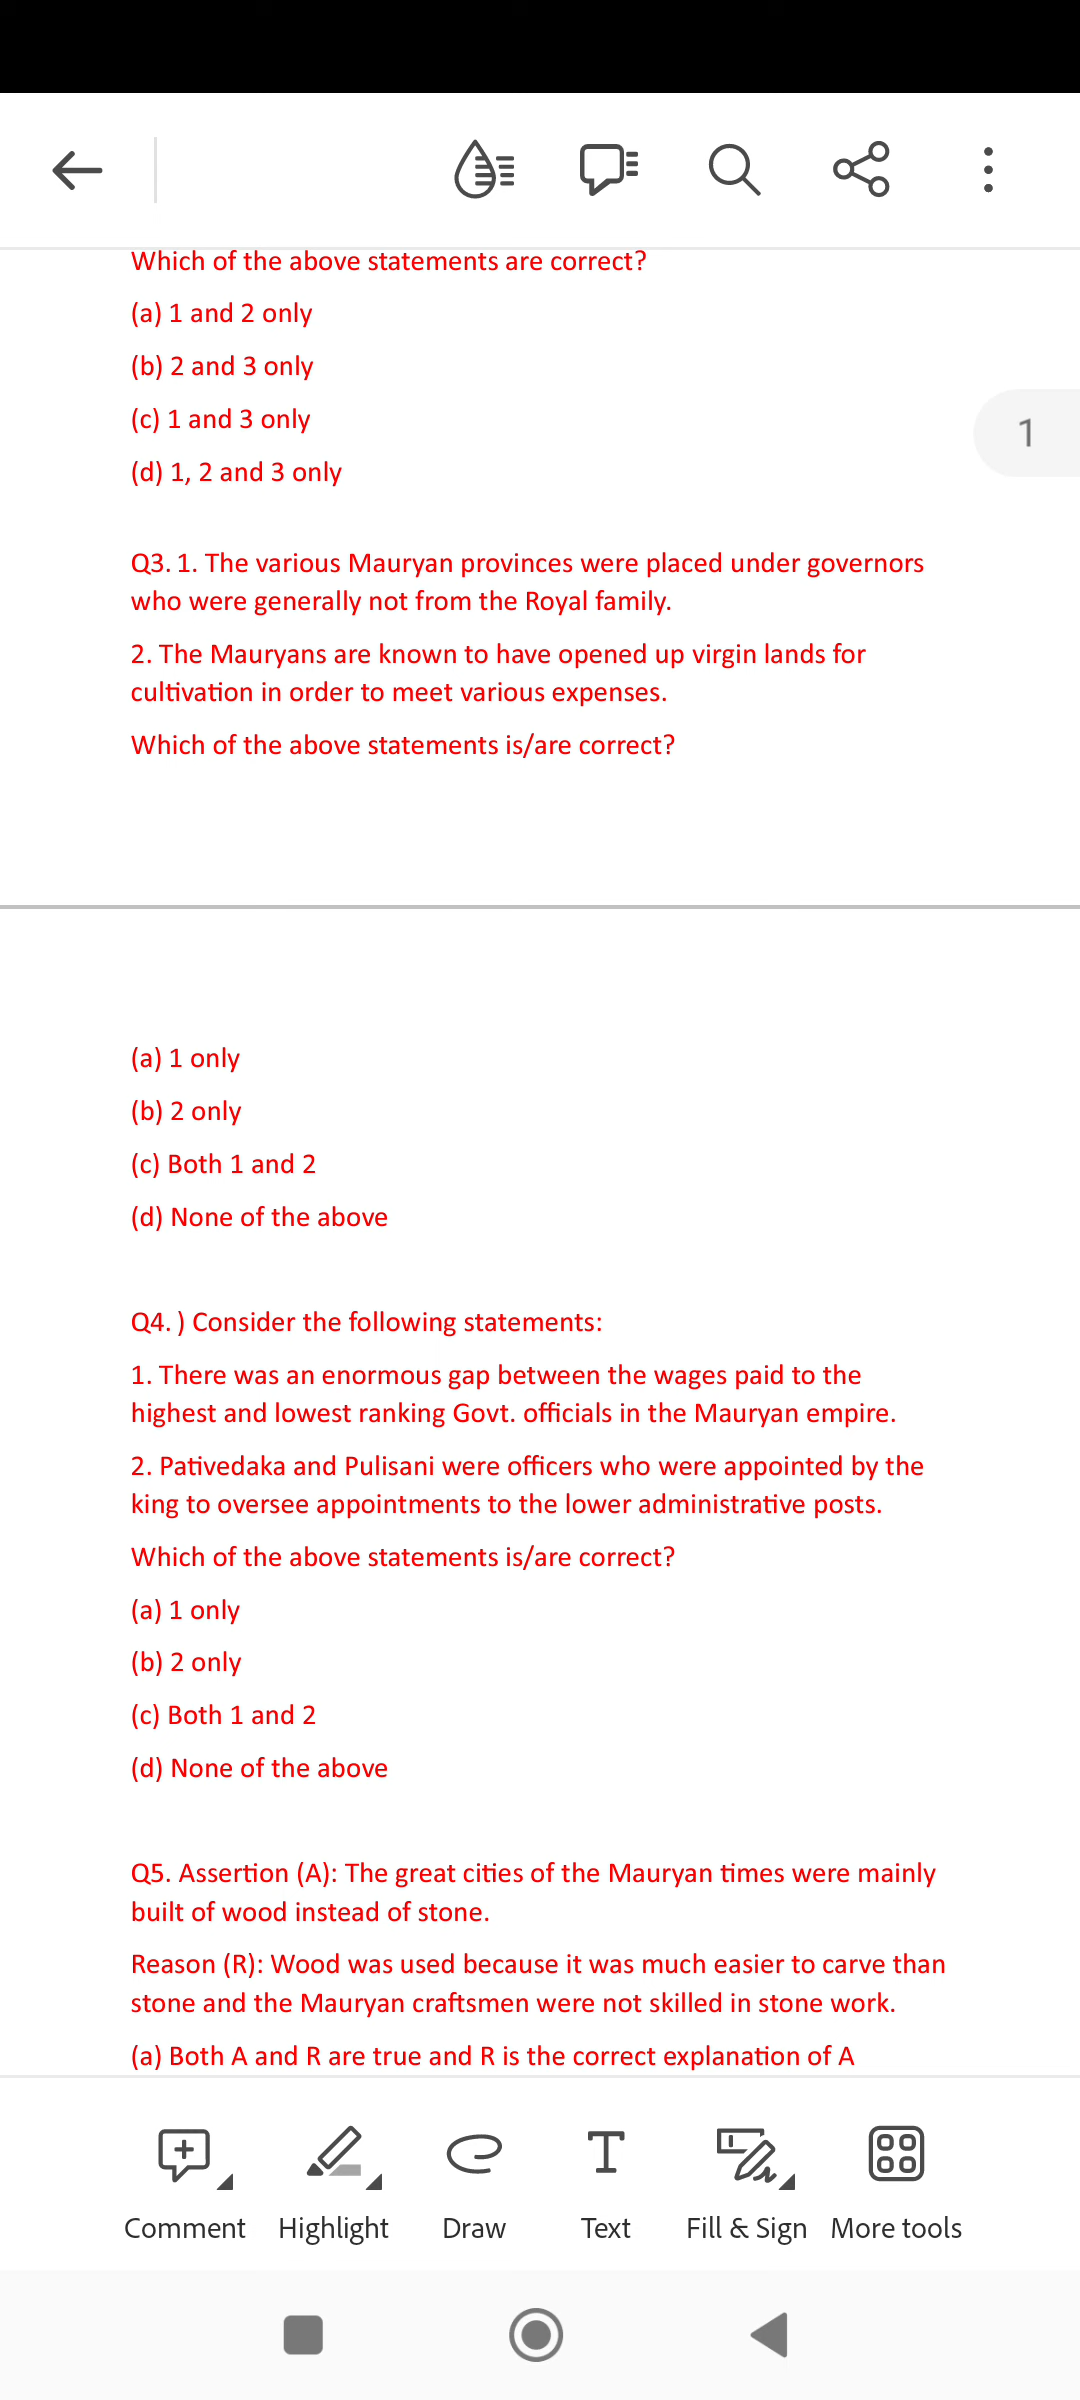 Which of the above statements are correct?
(a) 1 and 2 only
(b) 2 and 3 only
(c) 1 and 3 only
1
(d) 1, 2 and 3 only
Q3. 1. The various Mauryan provinces were placed under governors
who were generally not from the Royal family.
2. The Mauryans are known to have opened up virgin lands for
cultivation in order to meet various expenses.
Which of the above statements is/are correct?
(a) 1 only
(b) 2 only
(c) Both 1 and 2
(d) None of the above
Q4. ) Consider the following statements:
1. There was an enormous gap between the wages paid to the
highest and lowest ranking Govt. officials in the Mauryan empire.
2. Pativedaka and Pulisani were officers who were appointed by the
king to oversee appointments to the lower administrative posts.
Which of the above statements is/are correct?
(a) 1 only
(b) 2 only
(c) Both 1 and 2
(d) None of the above
Q5. Assertion (A): The great cities of the Mauryan times were mainly
built of wood instead of stone.
Reason (R): Wood was used because it was much easier to carve than
stone and the Mauryan craftsmen were not skilled in stone work.
(a) Both A and R are true and R is the correct explanation of A
Comment Highlight Draw Text Fill & Sign More tools